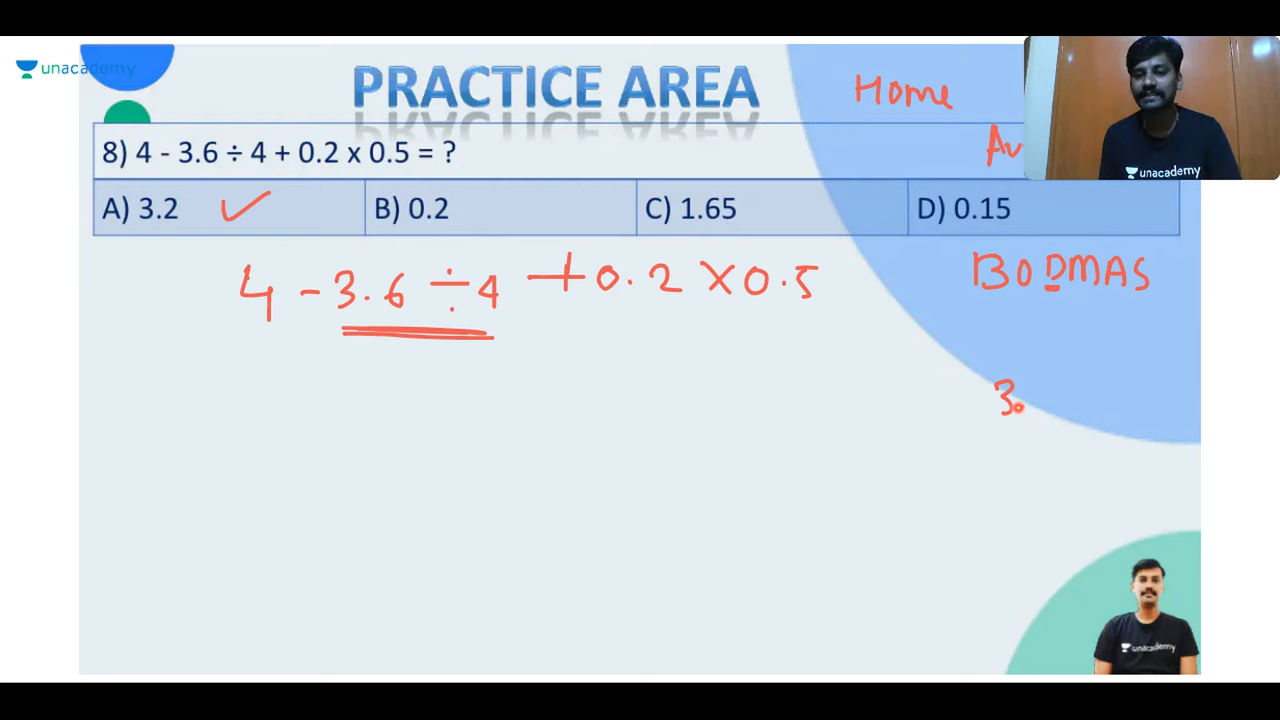 unacademy
PRACTICE AREA
Home
8) 4 - 3.6 ÷ 4 + 0.2 x 0.5 = ?
A) 3.2 ✓
B) 0.2
C) 1.65
D) 0.15
unacademy
4 - 3.6 ÷ 4 + 0.2 × 0.5
BODMAS
3.
unacademy